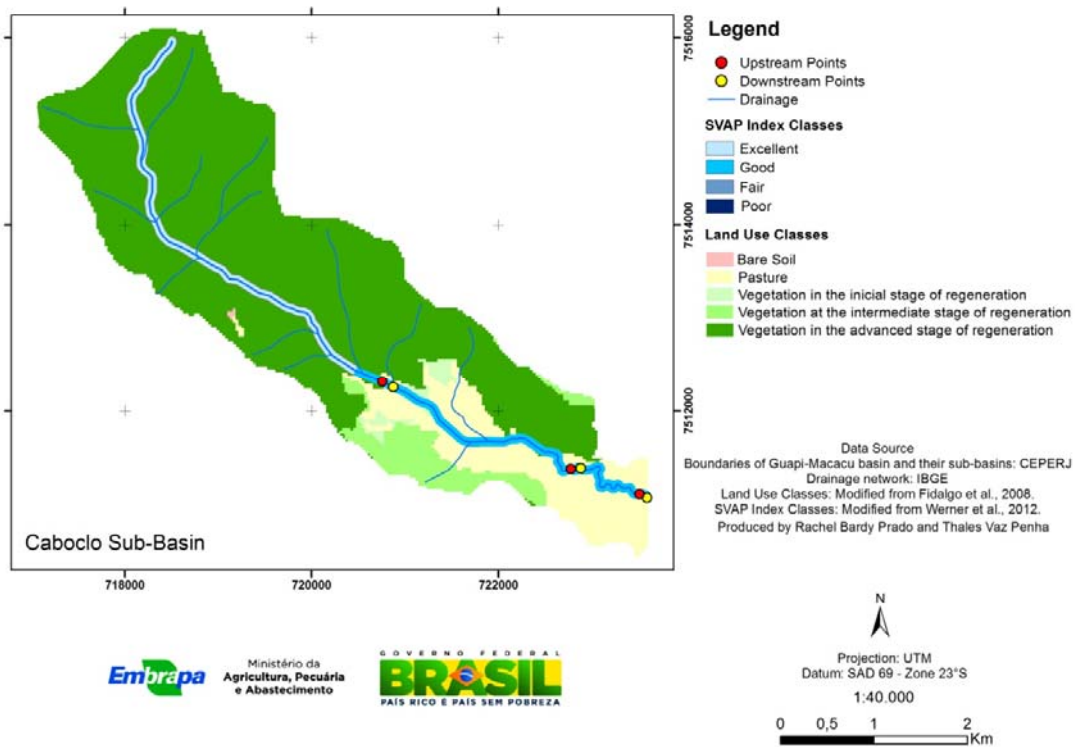 Legend
Upstream Points
Downstream Points
Drainage
SVAP Index Classes
Excellent
Good
Fair
Poor
Land Use Classes
Bare Soil
Pasture
Vegetation in the inicial stage of regeneration
Vegetation at the intermediate stage of regeneration
Vegetation in the advanced stage of regeneration
7516000
7514000
7512000
718000
720000
722000
Caboclo Sub-Basin
Data Source
Boundaries of Guapi-Macacu basin and their sub-basins: CEPERJ
Drainage network: IBGE
Land Use Classes: Modified from Fidalgo et al., 2008.
SVAP Index Classes: Modified from Werner et al., 2012.
Produced by Rachel Bardy Prado and Thales Vaz Penha
N
Projection: UTM
Datum: SAD 69 - Zone 23°S
1:40.000
0 0,5 1 2
Km
Embrapa
Ministério da
Agricultura, Pecuária
e Abastecimento
GOVERNO FEDERAL
BRASIL
PAÍS RICO É PAÍS SEM POBREZA